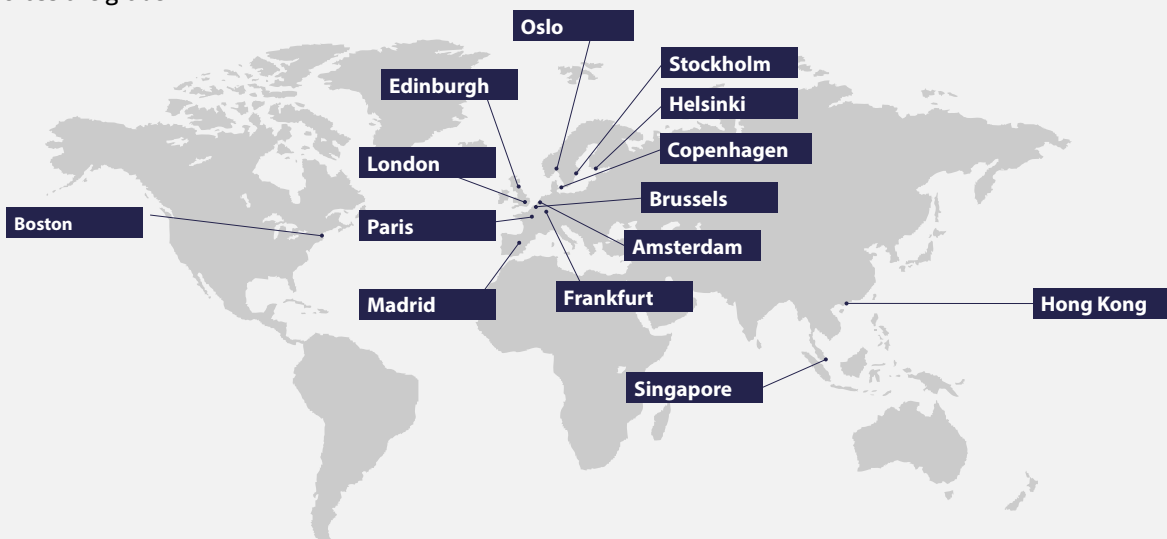 Oslo
Stockholm
Edinburgh
Helsinki
Copenhagen
London
Brussels
Boston
Paris
Amsterdam
Madrid
Frankfurt
Hong Kong
Singapore